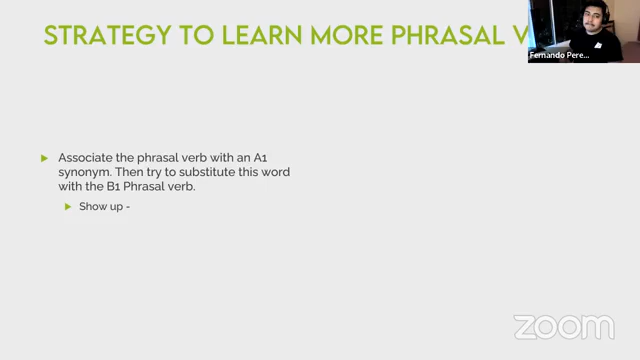 STRATEGY TO LEARN MORE PHRASAL
Fernando Pere...
Associate the phrasal verb with an A1
synonym. Then try to substitute this word
with the B1 Phrasal verb.
Show up -
zoom